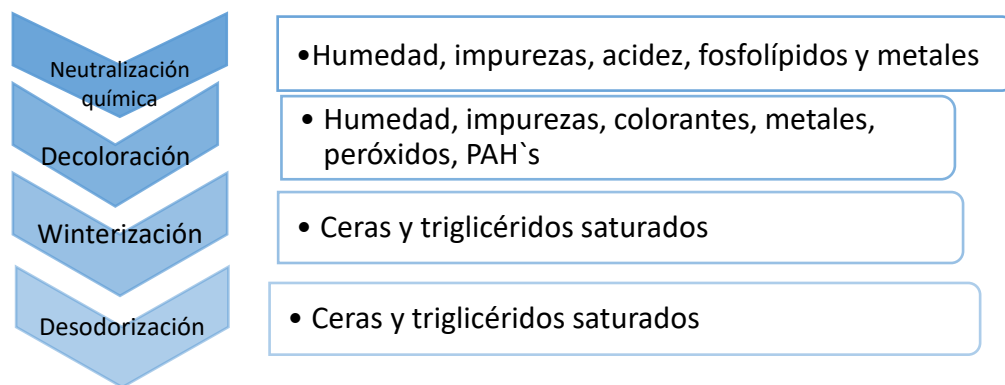 Neutralización
química
•Humedad, impurezas, acidez, fosfolípidos y metales
Decoloración
• Humedad, impurezas, colorantes, metales,
peróxidos, PAH`s
Winterización
• Ceras y triglicéridos saturados
Desodorización
• Ceras y triglicéridos saturados